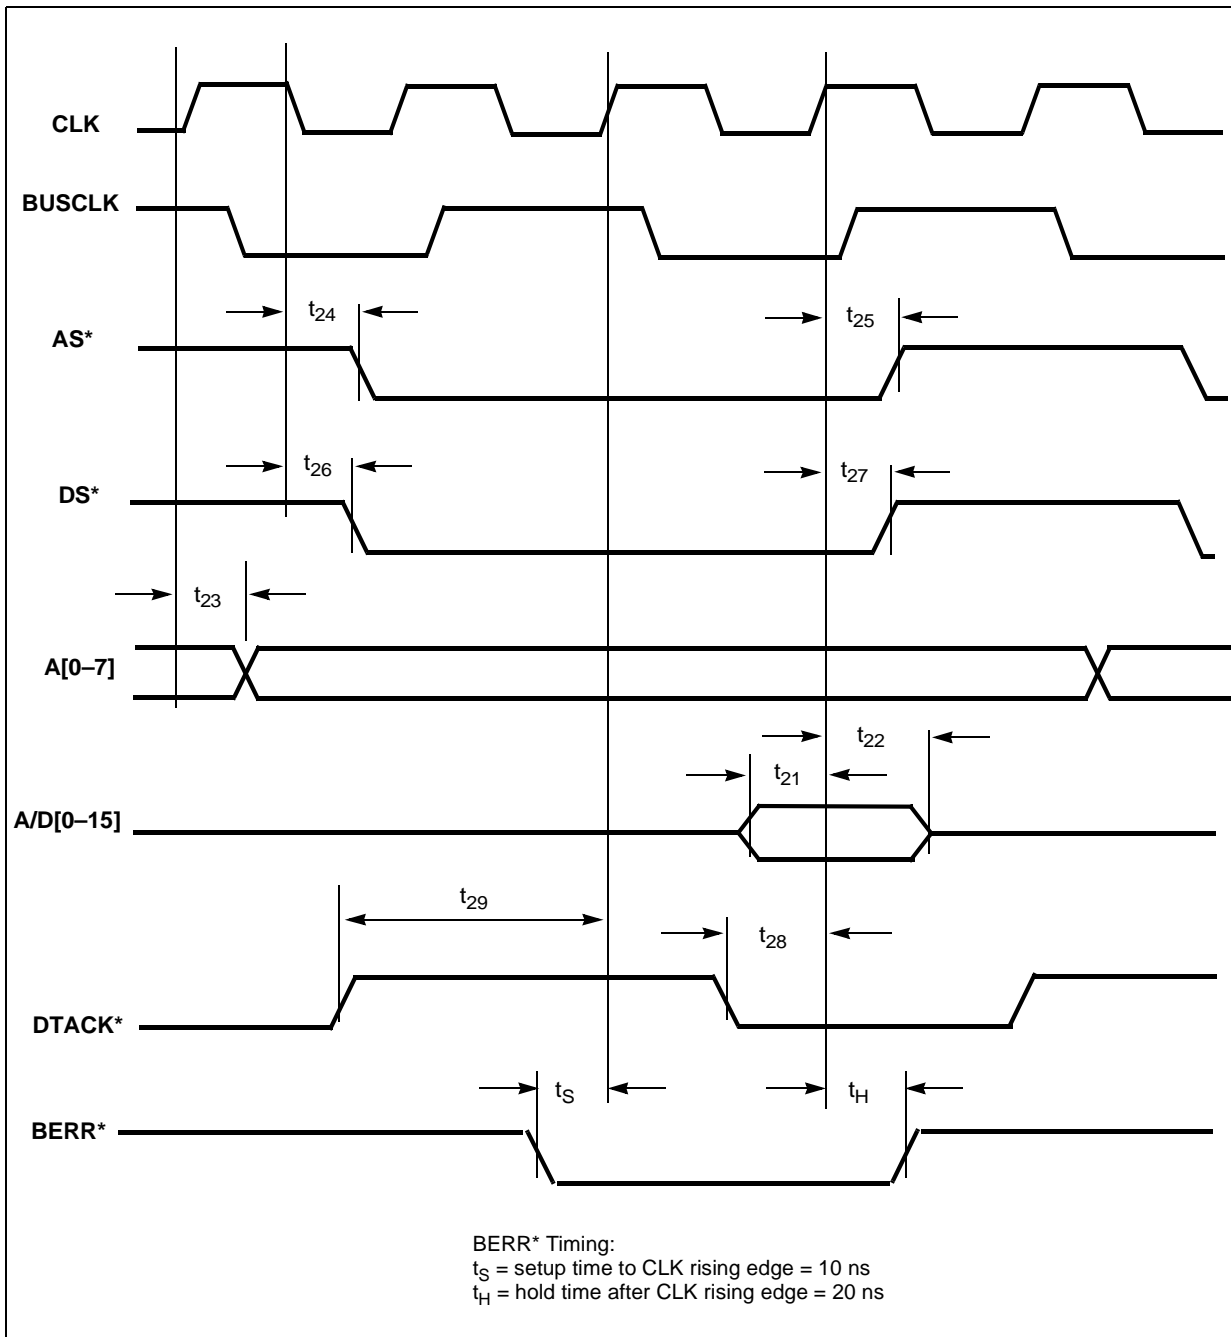 CLK
BUSCLK
t24
t25
AS*
t26
t27
DS*
t23
A[0–7]
t22
t21
A/D[0–15]
t29
t28
DTACK*
tS
tH
BERR*
BERR* Timing:
tS = setup time to CLK rising edge = 10 ns
tH = hold time after CLK rising edge = 20 ns